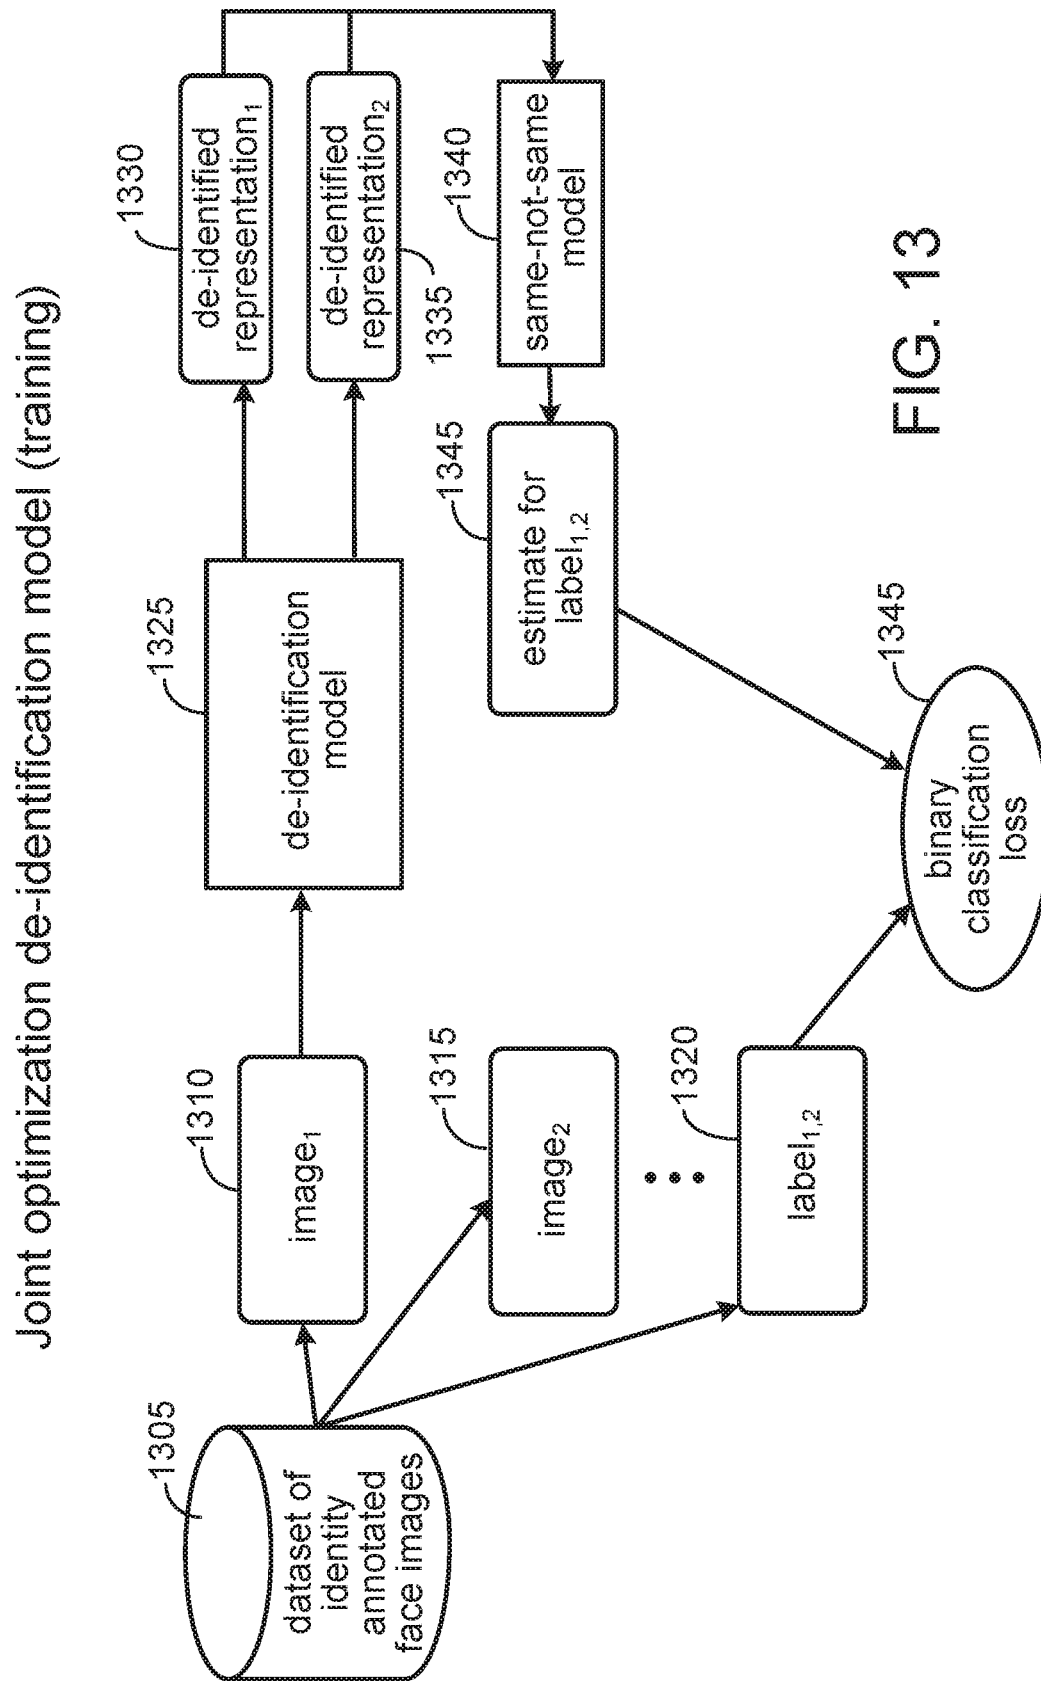 Joint optimization de-identification model (training)
1305
dataset of
identity
annotated
face images
1310
image1
1315
image2
•••
1320
label1,2
1325
de-identification
model
1330
de-identified
representation1
de-identified
representation2
1335
1340
same-not-same
model
1345
estimate for
label1,2
1345
binary
classification
loss
FIG. 13